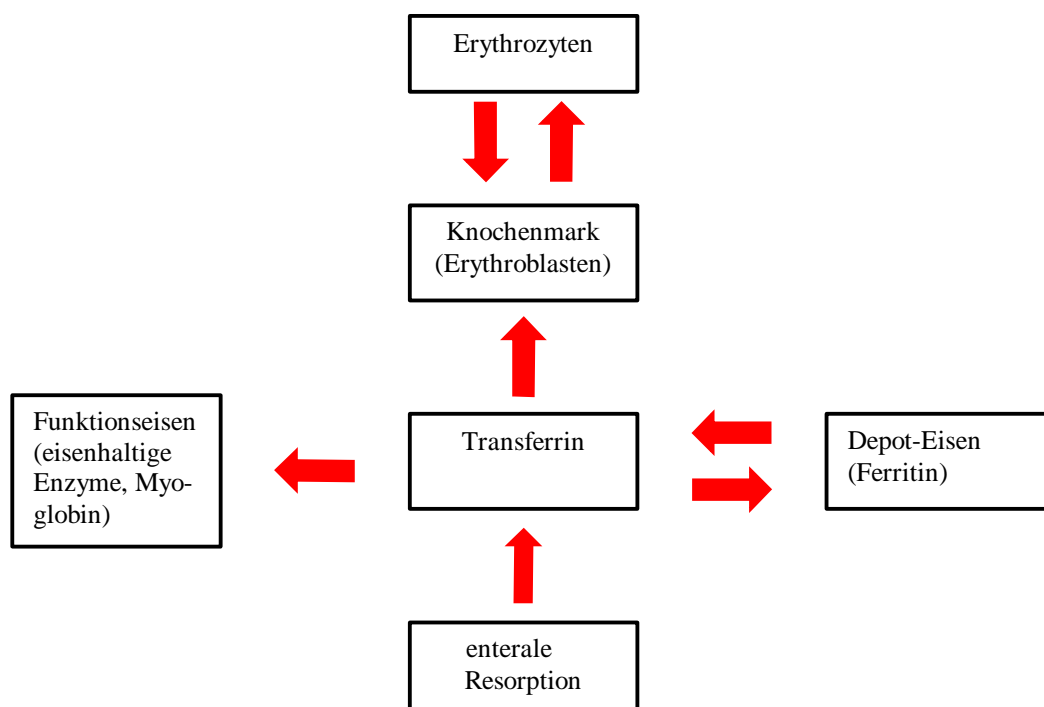 Erythrozyten
Knochenmark
(Erythroblasten)
Funktionseisen
(eisenhaltige
Enzyme, Myo-
globin)
Transferrin
Depot-Eisen
(Ferritin)
enterale
Resorption